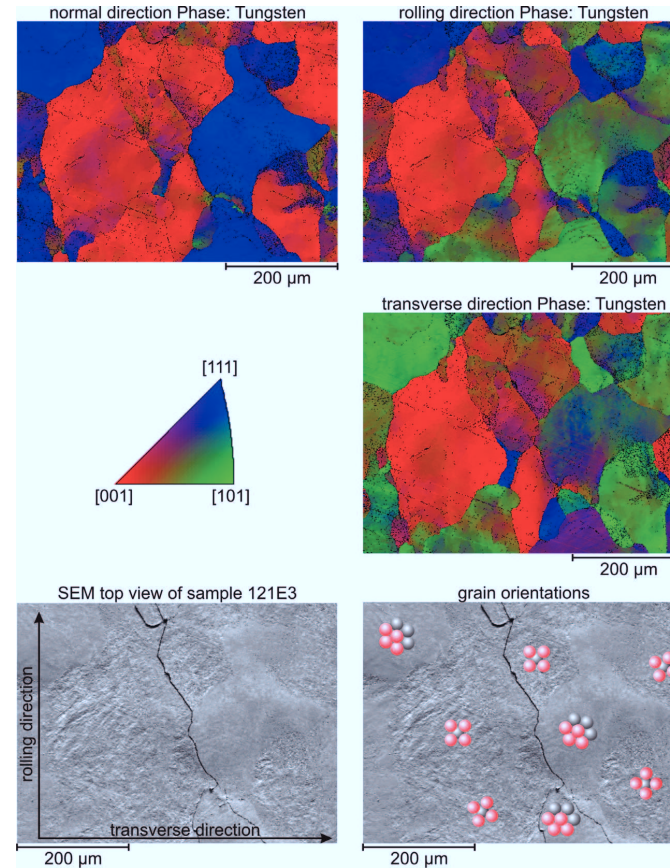 normal direction Phase: Tungsten
rolling direction Phase: Tungsten
200 µm
200 µm
transverse direction Phase: Tungsten
[111]
[001]
[101]
200 µm
SEM top view of sample 121E3
grain orientations
rolling direction
transverse direction
200 µm
200 µm